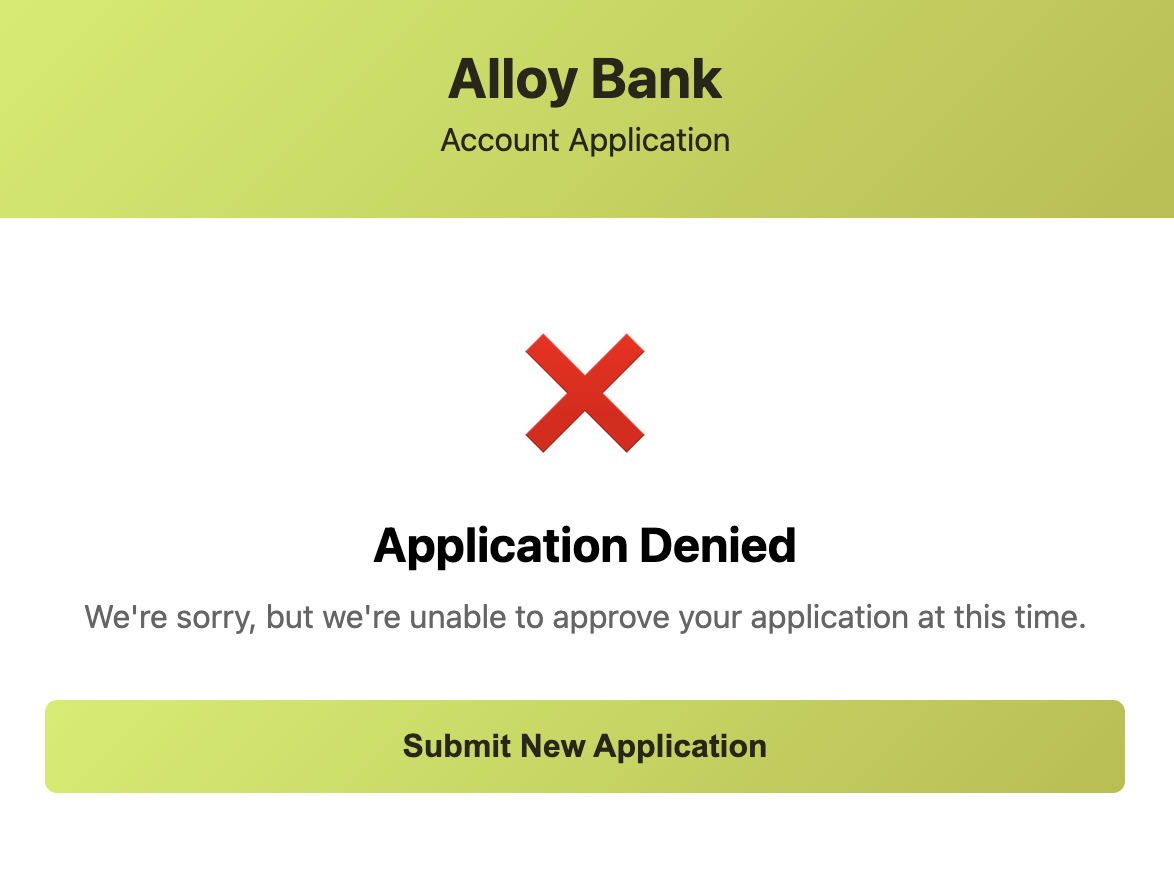 Alloy Bank
Account Application
Application Denied
We're sorry, but we're unable to approve your application at this time.
Submit New Application